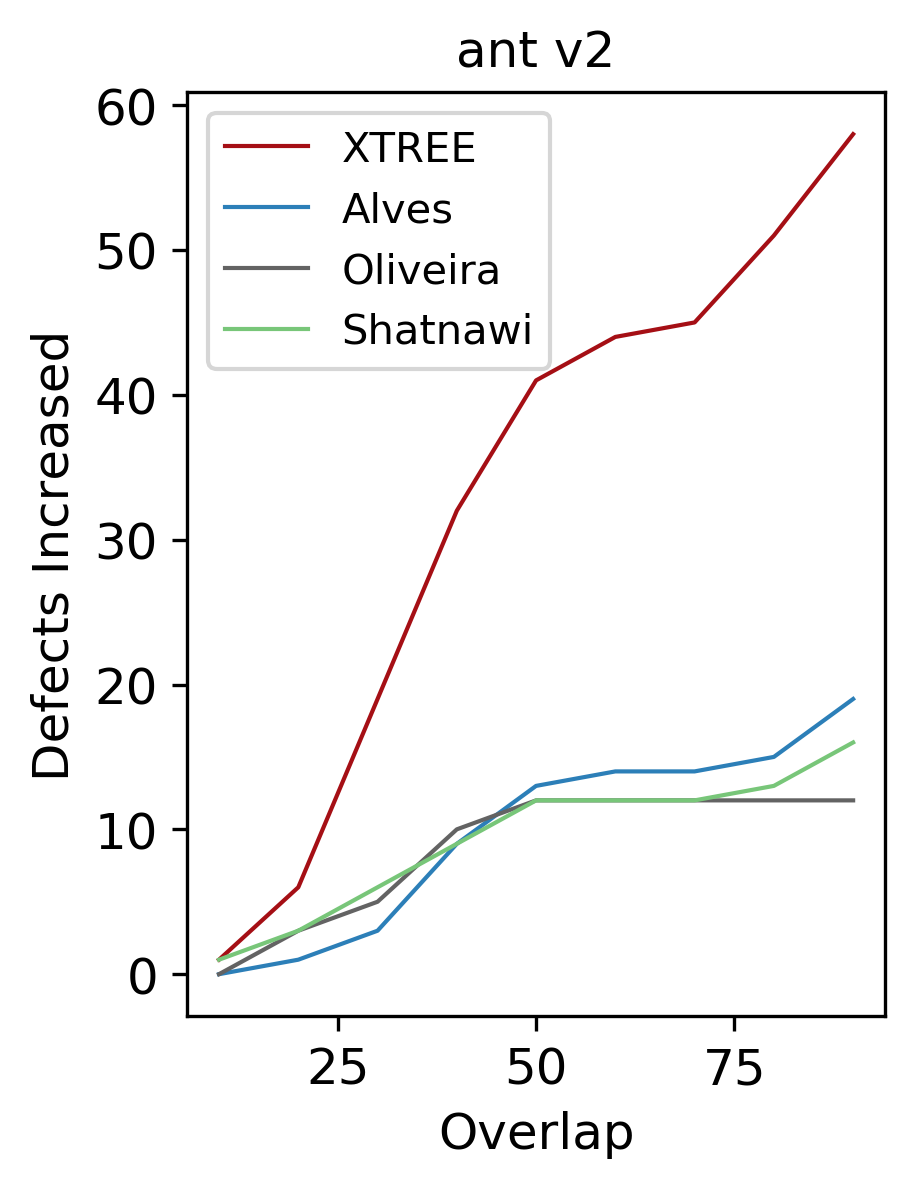 ant v2
60
50
40
30
20
10
0
Defects Increased
XTREE
Alves
Oliveira
Shatnawi
25 50 75
Overlap